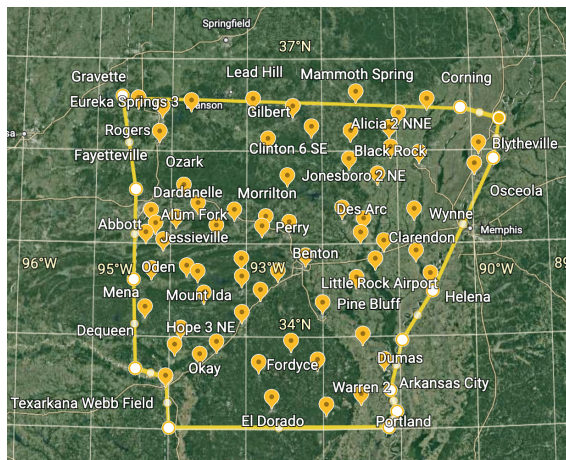 Springfield
37°N
Gravette
Lead Hill
Mammoth Spring
Corning
Eureka Springs 3
anson
Gilbert
Rogers
Alicia 2 NNE
Clinton 6 SE
Black Rock
Blytheville
sa
Fayetteville
Ozark
Jonesboro 2 NE
Dardanelle
Morrilton
Osceola
Des Arc
Wynne
Abbott
Alum Fork
Perry
Memphis
Jessieville
Clarendon
Benton
96°W
95°W
Oden
93°W
90°W
89
Little Rock Airport
Mena
Mount Ida
Pine Bluff
Helena
Dequeen
Hope 3 NE
34°N
Okay
Fordyce
Dumas
Warren 2
Arkansas City
Texarkana Webb Field
El Dorado
Portland